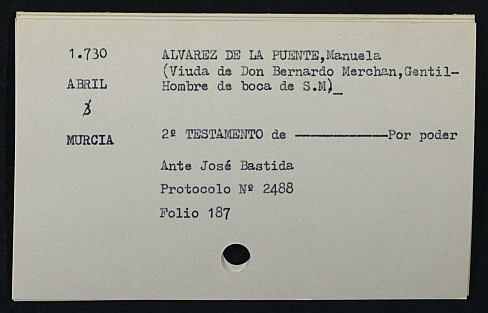 1.730
ABRIL
3
MURCIA
ALVAREZ DE LA PUENTE,Manuela
(Viuda de Don Bernardo Merchan,Gentil-
Hombre de boca de S.M)_
2º TESTAMENTO de ————————Por poder
Ante José Bastida
Protocolo Nº 2488
Folio 187